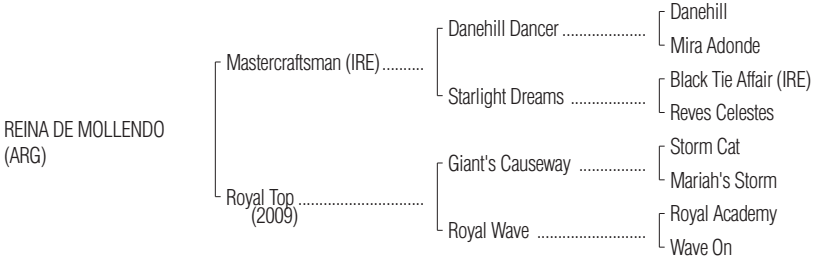 Danehill
Danehill Dancer ....................
Mira Adonde
Mastercraftsman (IRE) ..........
Black Tie Affair (IRE)
Starlight Dreams ..................
Reves Celestes
REINA DE MOLLENDO
(ARG)
Storm Cat
Giant's Causeway ................
Mariah's Storm
Royal Top ..............................
(2009)
Royal Academy
Royal Wave ..........................
Wave On